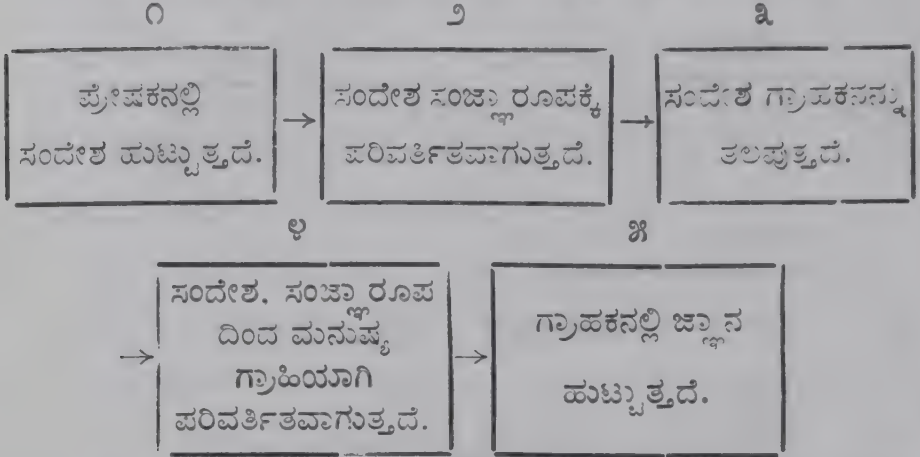 ೧ ೨ ೩
ಪ್ರೇಷಕನಲ್ಲಿ
ಸಂದೇಶ ಹುಟ್ಟುತ್ತದೆ.
ಸಂದೇಶ ಸಂಜ್ಞಾ ರೂಪಕ್ಕೆ
ಪರಿವರ್ತಿತವಾಗುತ್ತದೆ.
ಸಂದೇಶ ಗ್ರಾಹಕನನ್ನು
ತಲಪುತ್ತದೆ.
೪ ೫
ಸಂದೇಶ, ಸಂಜ್ಞಾ ರೂಪ
ದಿಂದ ಮನುಷ್ಯ
ಗ್ರಾಹಿಯಾಗಿ
ಪರಿವರ್ತಿತವಾಗುತ್ತದೆ.
ಗ್ರಾಹಕನಲ್ಲಿ ಜ್ಞಾನ
ಹುಟ್ಟುತ್ತದೆ.